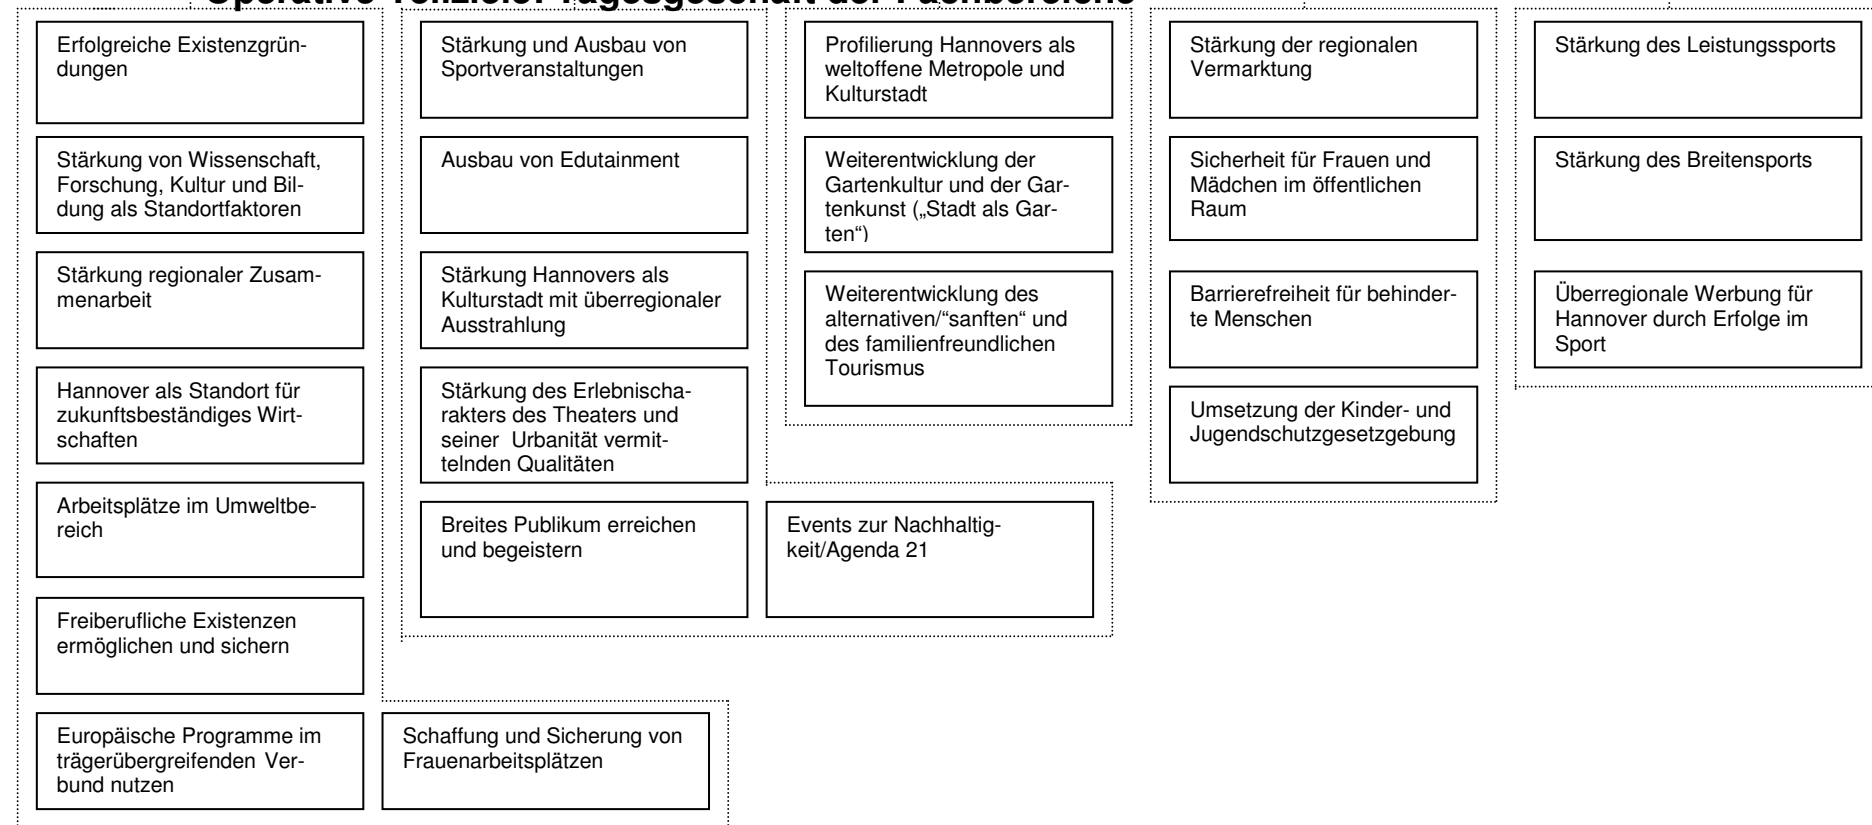 Operative Teilziele: Tagesgeschäft der Fachbereiche
Erfolgreiche Existenzgrün-
dungen
Stärkung von Wissenschaft,
Forschung, Kultur und Bil-
dung als Standortfaktoren
Stärkung regionaler Zusam-
menarbeit
Hannover als Standort für
zukunftsbeständiges Wirt-
schaften
Arbeitsplätze im Umweltbe-
reich
Freiberufliche Existenzen
ermöglichen und sichern
Europäische Programme im
trägerübergreifenden Ver-
bund nutzen
Schaffung und Sicherung von
Frauenarbeitsplätzen
Stärkung und Ausbau von
Sportveranstaltungen
Ausbau von Edutainment
Stärkung Hannovers als
Kulturstadt mit überregionaler
Ausstrahlung
Stärkung des Erlebnischa-
rakters des Theaters und
seiner Urbanität vermit-
telnden Qualitäten
Breites Publikum erreichen
und begeistern
Events zur Nachhaltig-
keit/Agenda 21
Profilierung Hannovers als
weltoffene Metropole und
Kulturstadt
Weiterentwicklung der
Gartenkultur und der Gar-
tenkunst („Stadt als Gar-
ten“)
Weiterentwicklung des
alternativen/“sanften“ und
des familienfreundlichen
Tourismus
Stärkung der regionalen
Vermarktung
Sicherheit für Frauen und
Mädchen im öffentlichen
Raum
Barrierefreiheit für behinder-
te Menschen
Umsetzung der Kinder- und
Jugendschutzgesetzgebung
Stärkung des Leistungssports
Stärkung des Breitensports
Überregionale Werbung für
Hannover durch Erfolge im
Sport